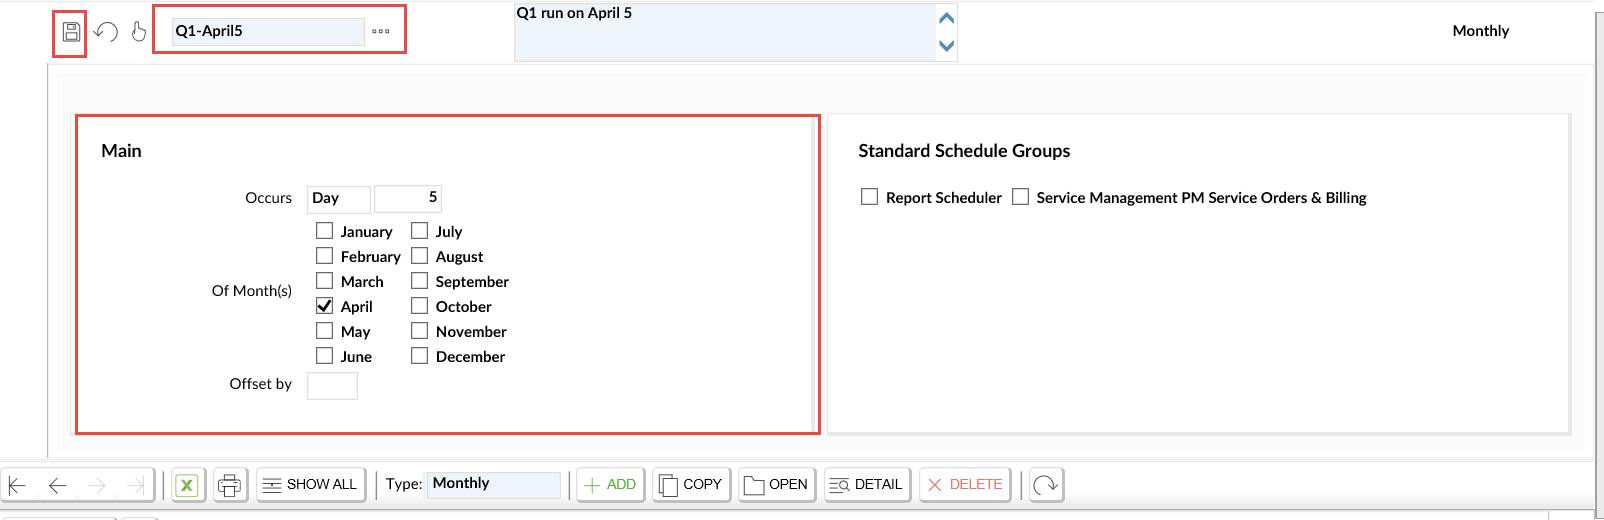 Q1-April5
Q1 run on April 5
Monthly
Main
Occurs Day 5
Of Month(s)
January July
February August
March September
April October
May November
June December
Offset by
Standard Schedule Groups
Report Scheduler Service Management PM Service Orders & Billing
SHOW ALL Type: Monthly ADD COPY OPEN DETAIL DELETE